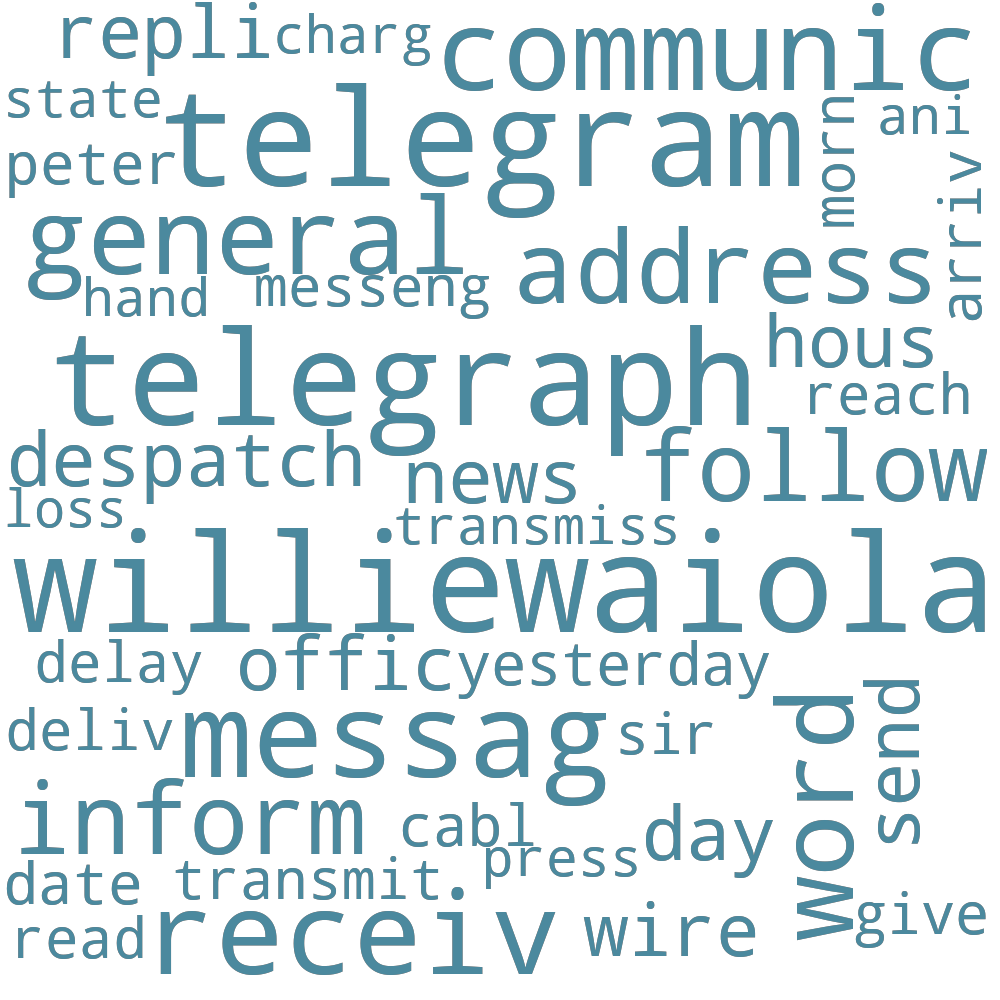 repli charg communic
state telegram morn ani
peter arriv
general address
hand messeng
telegraph hous
reach
despatch news follow
loss transmiss
williewaiola
delay offic yesterday
deliv messag sir word send
inform cabl day
press
date transmit
read receiv wire give